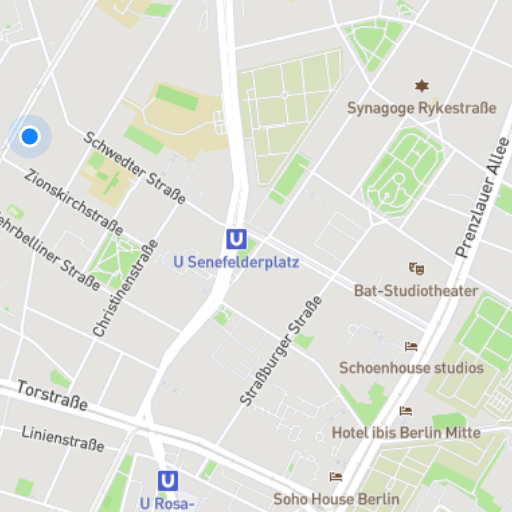 Synagoge Rykestraße
Schwedter Straße
Prenzlauer Allee
Zionskirchstraße
ehrbelliner Straße
Christinenstraße
U
U Senefelderplatz
Bat-Studiotheater
Straßburger Straße
Schoenhouse studios
Torstraße
Hotel ibis Berlin Mitte
Linienstraße
U
U Rosa-
Soho House Berlin